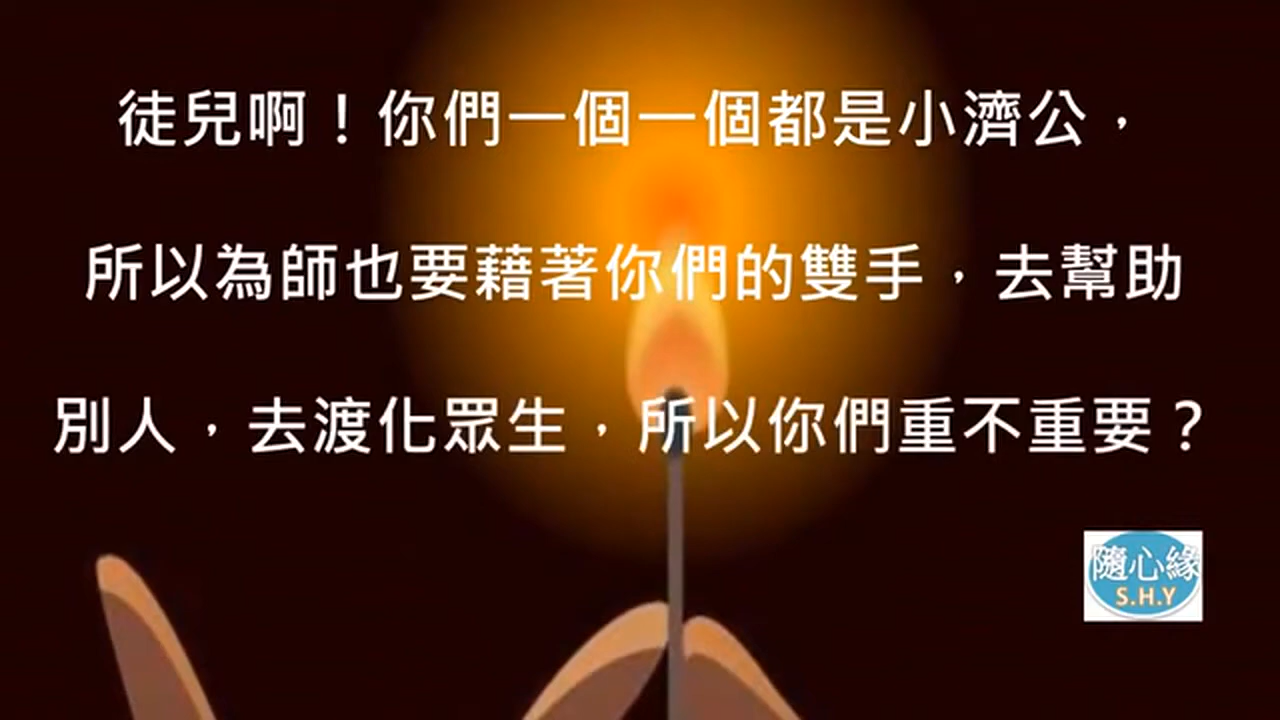 徒兒啊！你們一個一個都是小濟公，
所以為師也要藉著你們的雙手，去幫助
別人，去渡化眾生，所以你們重不重要？
隨心緣
S.H.Y